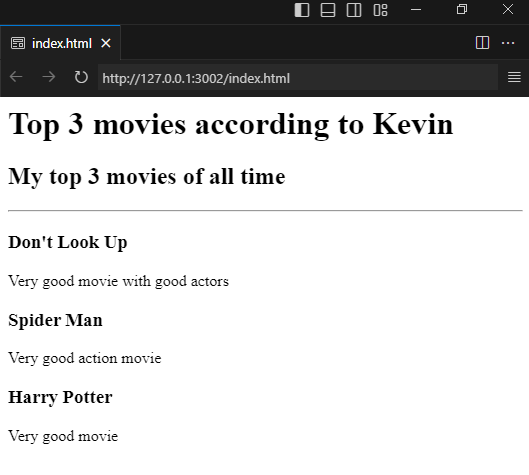 index.html
http://127.0.0.1:3002/index.html
Top 3 movies according to Kevin
My top 3 movies of all time
Don't Look Up
Very good movie with good actors
Spider Man
Very good action movie
Harry Potter
Very good movie